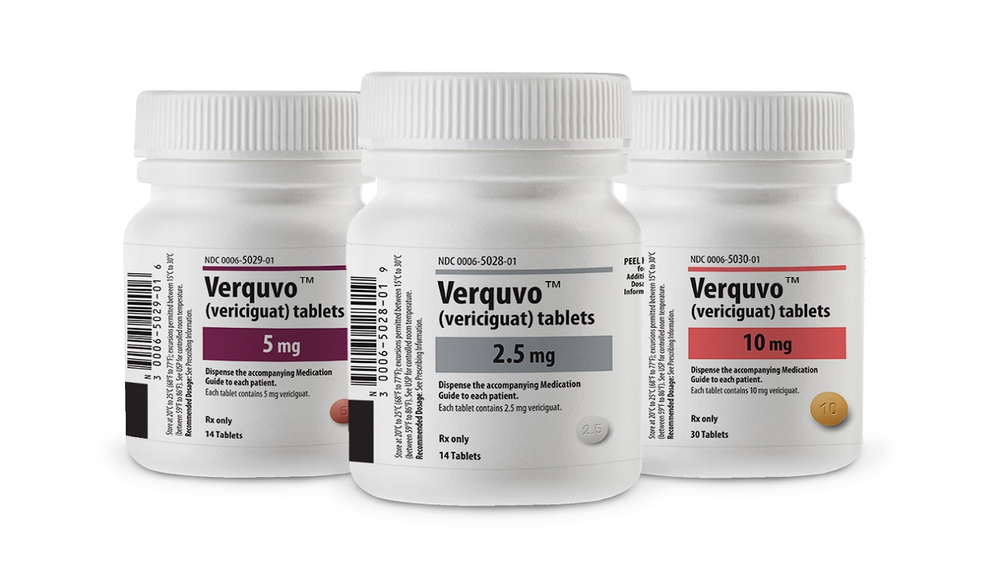 NDC 0006-5029-01
Verquvo™
(vericiguat) tablets
5 mg
Dispense the accompanying Medication
Guide to each patient.
Each tablet contains 5 mg vericiguat.
Rx only
14 Tablets
5
N
3 0006-5029-01 6
Store at 20°C to 25°C (68°F to 77°F); excursions permitted between 15°C to 30°C
(between 59°F to 86°F). See USP for controlled room temperature.
Recommended Dosage: See Prescribing Information.
NDC 0006-5028-01
Verquvo™
(vericiguat) tablets
2.5 mg
Dispense the accompanying Medication
Guide to each patient.
Each tablet contains 2.5 mg vericiguat.
Rx only
14 Tablets
2.5
N
3 0006-5028-01 9
Store at 20°C to 25°C (68°F to 77°F); excursions permitted between 15°C to 30°C
(between 59°F to 86°F). See USP for controlled room temperature.
Recommended Dosage: See Prescribing Information.
PEEL
NDC 0006-5030-01
Verquvo™
(vericiguat) tablets
10 mg
Dispense the accompanying Medication
Guide to each patient.
Each tablet contains 10 mg vericiguat.
Rx only
30 Tablets
10
Store at 20°C to 25°C (68°F to 77°F); excursions permitted between 15°C to 30°C
(between 59°F to 86°F). See USP for controlled room temperature.
Recommended Dosage: See Prescribing Information.